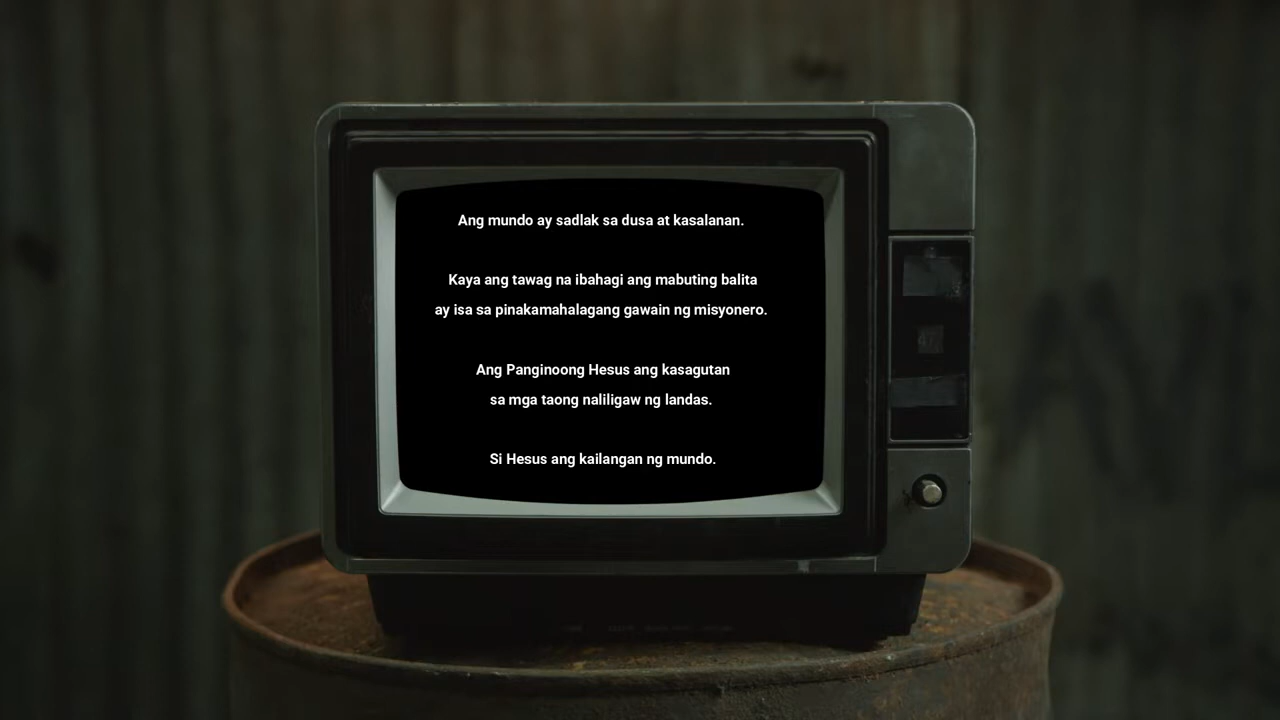 Ang mundo ay sadlak sa dusa at kasalanan.
Kaya ang tawag na ibahagi ang mabuting balita
ay isa sa pinakamahalagang gawain ng misyonero.
Ang Panginoong Hesus ang kasagutan
sa mga taong naliligaw ng landas.
Si Hesus ang kailangan ng mundo.